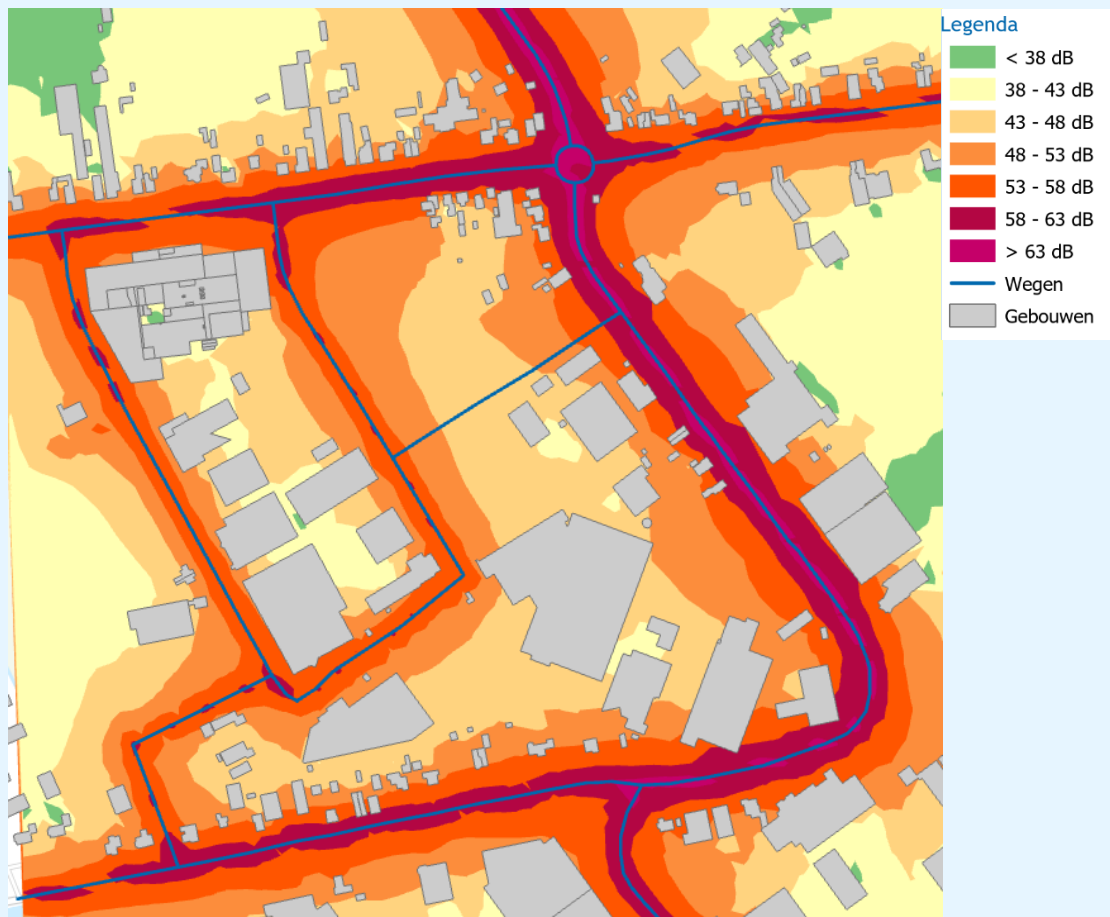 Legenda
< 38 dB
38 - 43 dB
43 - 48 dB
48 - 53 dB
53 - 58 dB
58 - 63 dB
> 63 dB
Wegen
Gebouwen